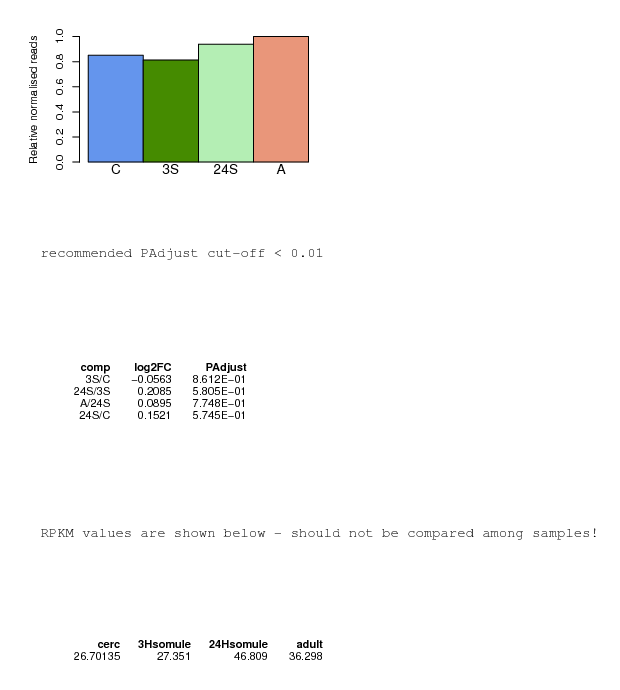 Relative normalised reads
1.0
0.8
0.6
0.4
0.2
0.0
C 3S 24S A
recommended PAdjust cut-off < 0.01
comp log2FC PAdjust
3S/C −0.0563 8.612E−01
24S/3S 0.2085 5.805E−01
A/24S 0.0895 7.748E−01
24S/C 0.1521 5.745E−01
RPKM values are shown below - should not be compared among samples!
cerc 3Hsomule 24Hsomule adult
26.70135 27.351 46.809 36.298